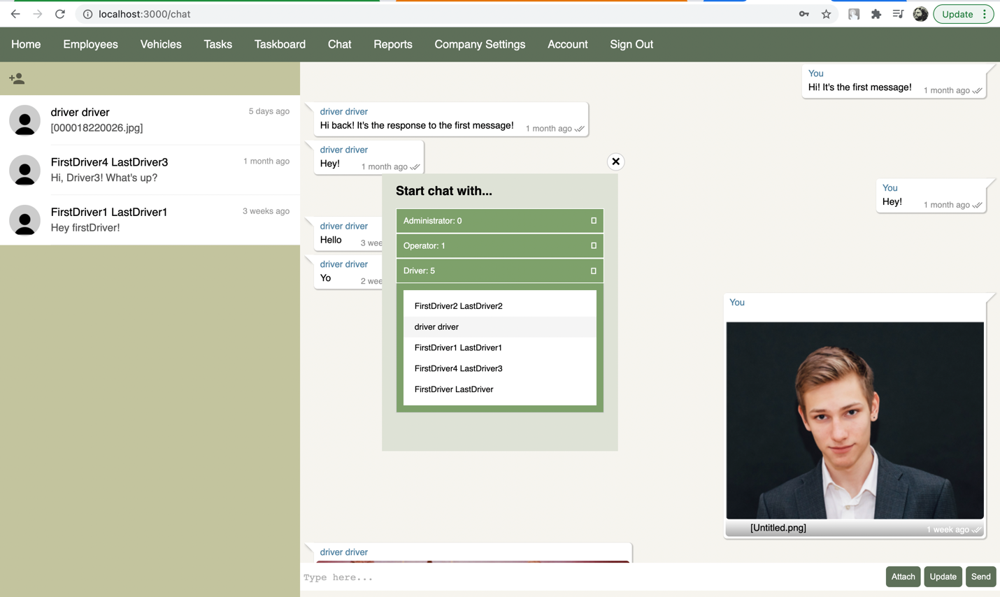 localhost:3000/chat
Update
Home Employees Vehicles Tasks Taskboard Chat Reports Company Settings Account Sign Out
driver driver 5 days ago
[000018220026.jpg]
FirstDriver4 LastDriver3 1 month ago
Hi, Driver3! What's up?
FirstDriver1 LastDriver1 3 weeks ago
Hey firstDriver!
You
Hi! It's the first message! 1 month ago
driver driver
Hi back! It's the response to the first message! 1 month ago
driver driver
Hey! 1 month ago
You
Hey! 1 month ago
driver driver
Hello 3 wee
driver driver
Yo 2 wee
Start chat with...
Administrator: 0
Operator: 1
Driver: 5
FirstDriver2 LastDriver2
driver driver
FirstDriver1 LastDriver1
FirstDriver4 LastDriver3
FirstDriver LastDriver
You
[Untitled.png] 1 week ago
driver driver
Type here...
Attach Update Send